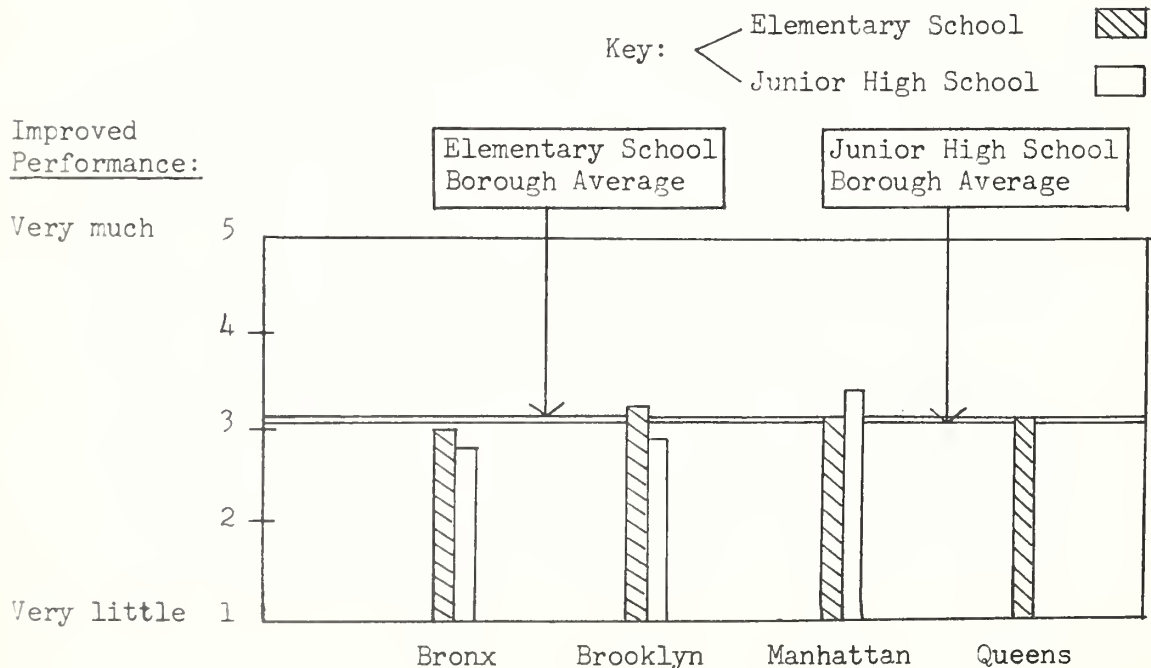 Key:
Elementary School
Junior High School
Improved
Performance:
Elementary School
Borough Average
Junior High School
Borough Average
Very much 5
4
3
2
Very little 1
Bronx Brooklyn Manhattan Queens